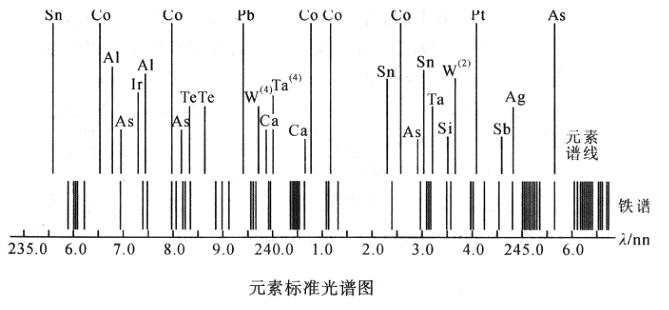 Sn Co Co Pb Co Co Co Pt As
Al Al Sn
Ir Te Te W(4) Ta(4) Sn W(2)
As As Ca Ta Ag
Ca As Si Sb 元素
谱线
铁谱
λ/nn
235.0 6.0 7.0 8.0 9.0 240.0 1.0 2.0 3.0 4.0 245.0 6.0
元素标准光谱图